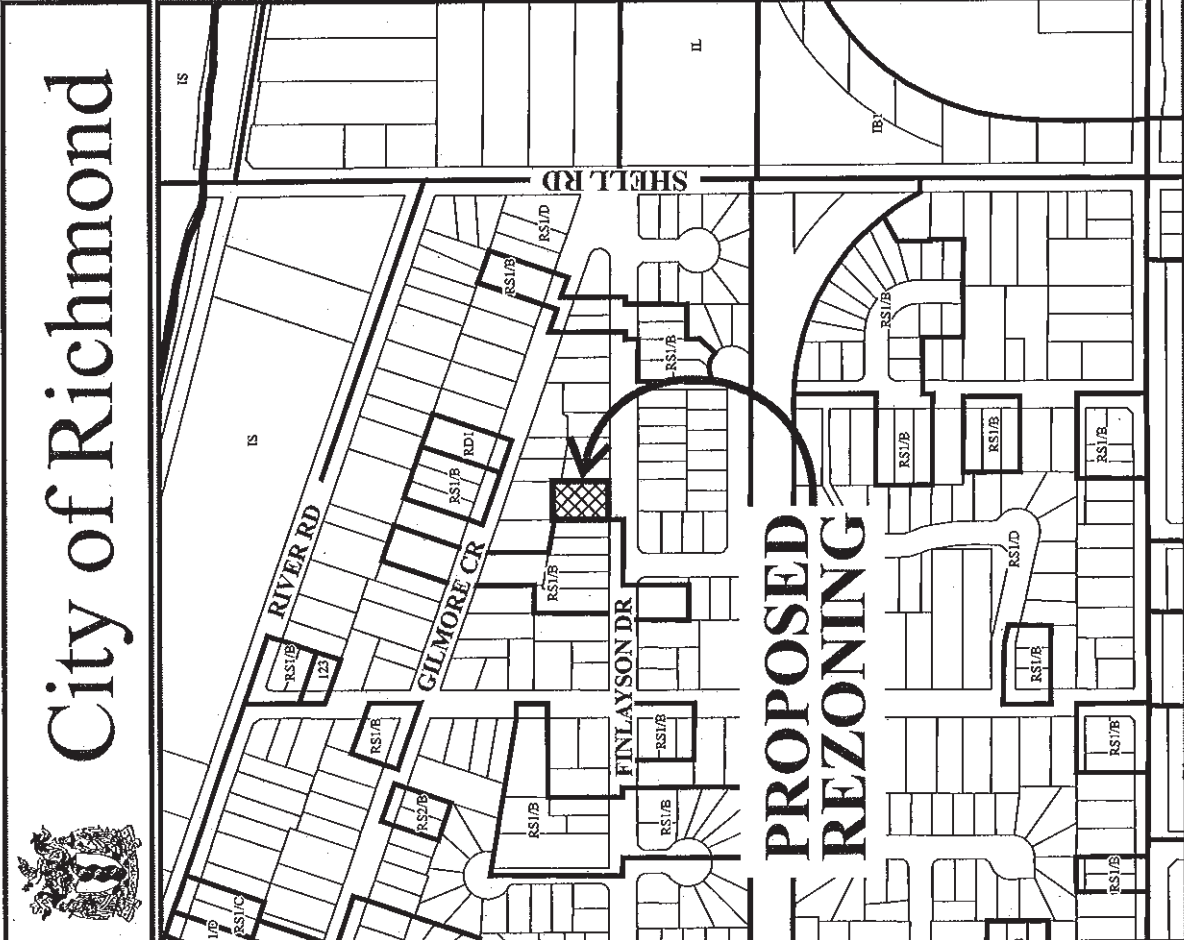 City of Richmond
IS
IL
IB1
SHELL RD
RS1/D
RS1/B
RS1/B
RS1/B
IS
RD1
RS1/B
RS1/B
RS1/B
RS1/B
RIVER RD
GILMORE CR
RS1/B
RS1/D
FINLAYSON DR
PROPOSED
REZONING
RS1/B
123
RS1/B
RS1/B
RS1/B
RS1/B
RS2/B
RS1/B
RS1/B
RS1/B
RS1/C